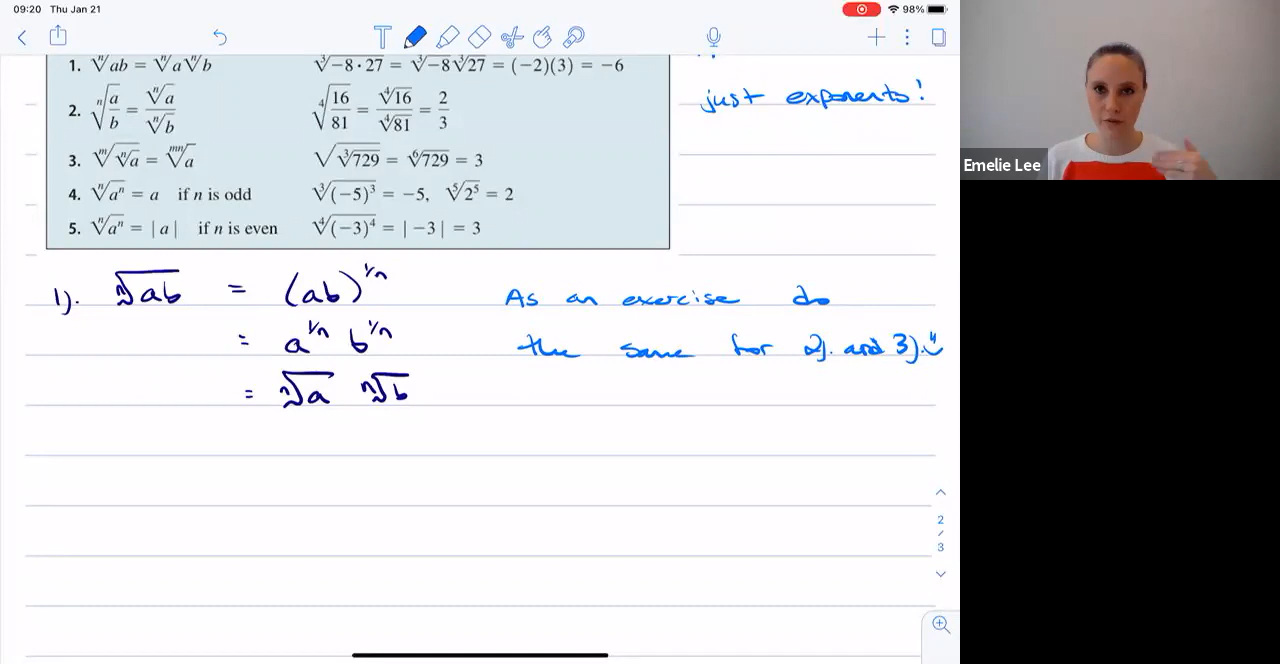 09:20 Thu Jan 21
98%
T
1. ⁿ√ab = ⁿ√a ⁿ√b ³√−8 · 27 = ³√−8 ³√27 = (−2)(3) = −6
just exponents!
2. ⁿ√(a/b) = ⁿ√a / ⁿ√b ⁴√(16/81) = ⁴√16 / ⁴√81 = 2/3
Emelie Lee
3. ᵐ√ⁿ√a = ᵐⁿ√a √³√729 = ⁶√729 = 3
4. ⁿ√aⁿ = a if n is odd ³√(−5)³ = −5, ⁵√2⁵ = 2
5. ⁿ√aⁿ = | a | if n is even ⁴√(−3)⁴ = | −3 | = 3
1). ⁿ√ab = (ab)^1/n
= a^1/n b^1/n
= ⁿ√a ⁿ√b
As an exercise do
the same for 2). and 3). ü
2
/
3